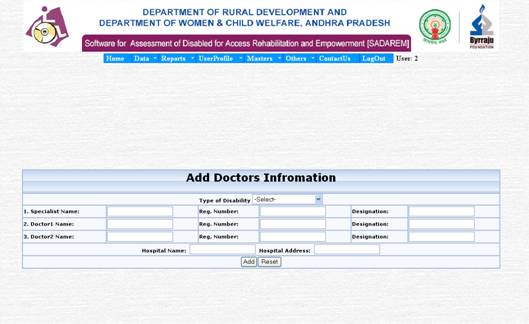 DEPARTMENT OF RURAL DEVELOPMENT AND
DEPARTMENT OF WOMEN & CHILD WELFARE, ANDHRA PRADESH
Software for Assessment of Disabled for Access Rehabilitation and Empowerment [SADAREM]
Byrraju
FOUNDATION
Home Data Reports UserProfile Masters Others ContactUs LogOut User: 2
Add Doctors Infromation
Type of Disability -Select-
1. Specialist Name: Reg. Number: Designation:
2. Doctor1 Name: Reg. Number: Designation:
3. Doctor2 Name: Reg. Number: Designation:
Hospital Name: Hospital Address:
Add Reset